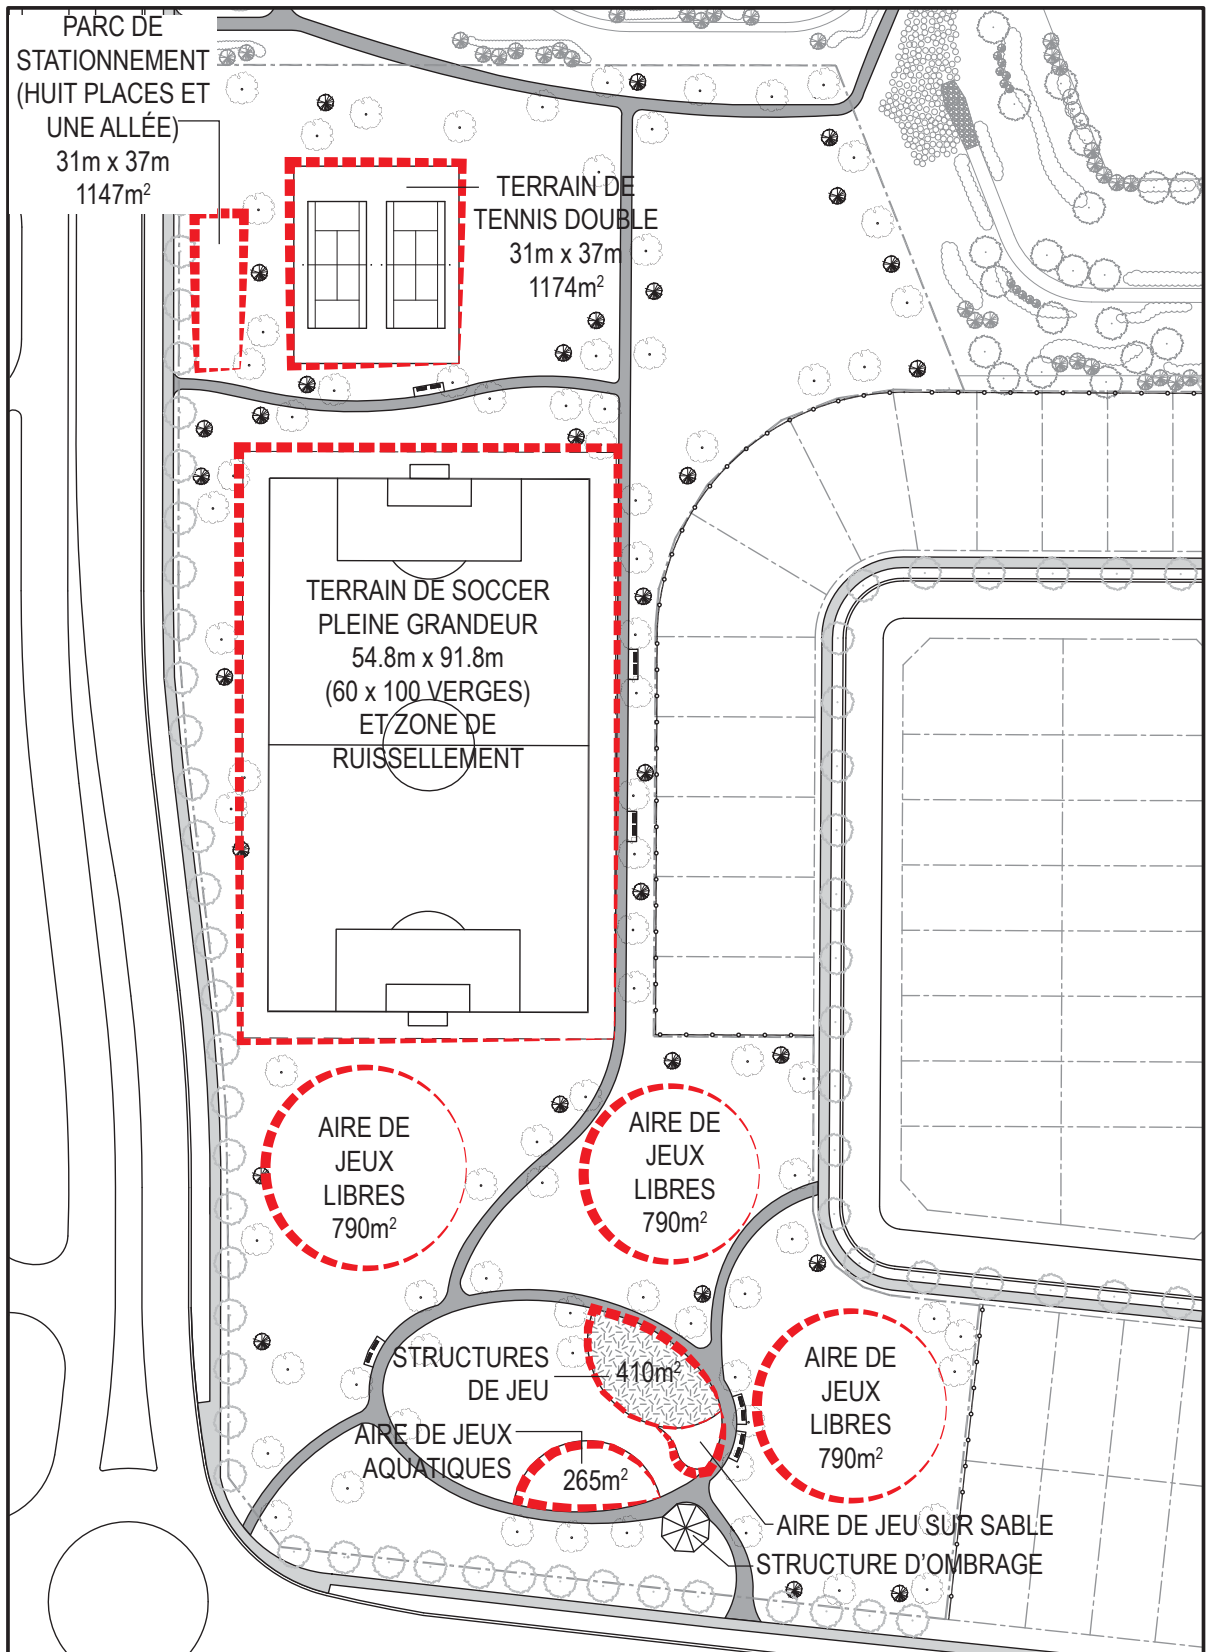 PARC DE
STATIONNEMENT
(HUIT PLACES ET
UNE ALLÉE)
31m x 37m
1147m²
TERRAIN DE
TENNIS DOUBLE
31m x 37m
1174m²
TERRAIN DE SOCCER
PLEINE GRANDEUR
54.8m x 91.8m
(60 x 100 VERGES)
ET ZONE DE
RUISSELLEMENT
AIRE DE
JEUX
LIBRES
790m²
AIRE DE
JEUX
LIBRES
790m²
AIRE DE
JEUX
LIBRES
790m²
STRUCTURES
DE JEU
410m²
AIRE DE JEUX
AQUATIQUES
265m²
AIRE DE JEU SUR SABLE
STRUCTURE D'OMBRAGE